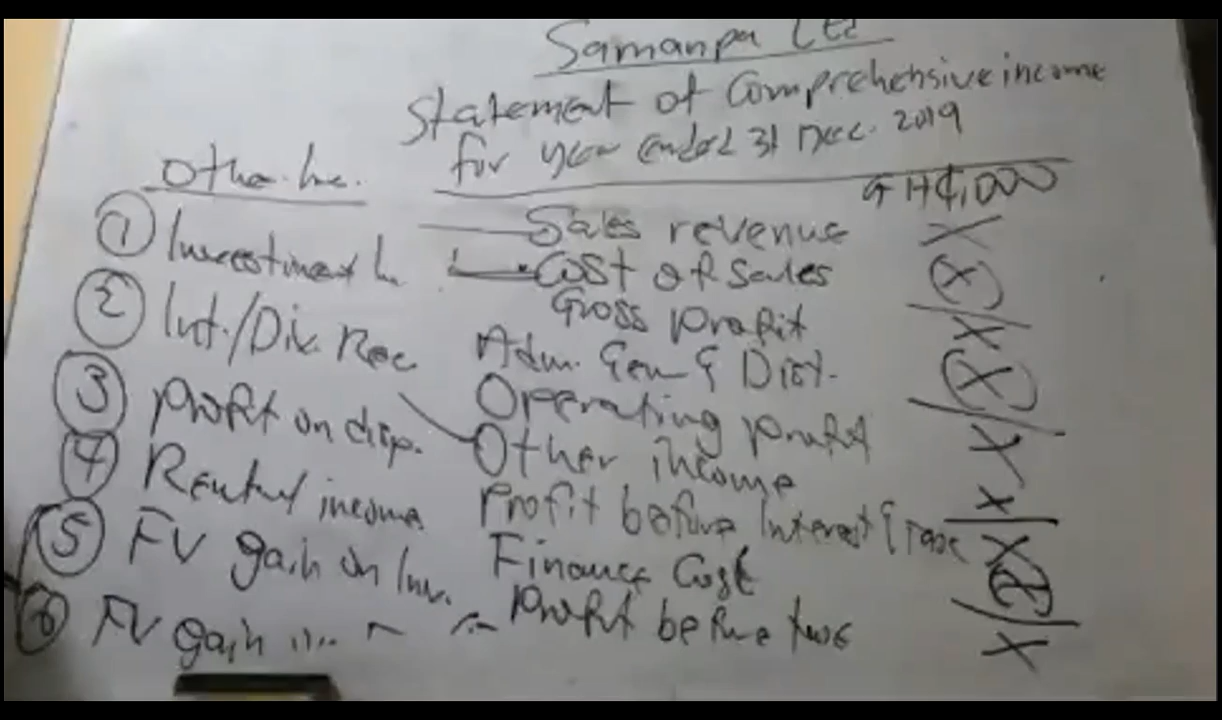 Samanpa Ltd
Statement of Comprehensive income
for year ended 31 Dec. 2019
GH₵,000
Other Inc.
① Investment In.
② Int./Div. Rec
③ Profit on disp.
④ Rental income
⑤ FV gain on Inv.
⑥ FV gain
Sales revenue X
Cost of Sales (X)
Gross profit X
Adm. Gen & Dist. (X)
Operating profit X
Other income X
Profit before Interest & Tax X
Finance Cost (X)
Profit before tax X